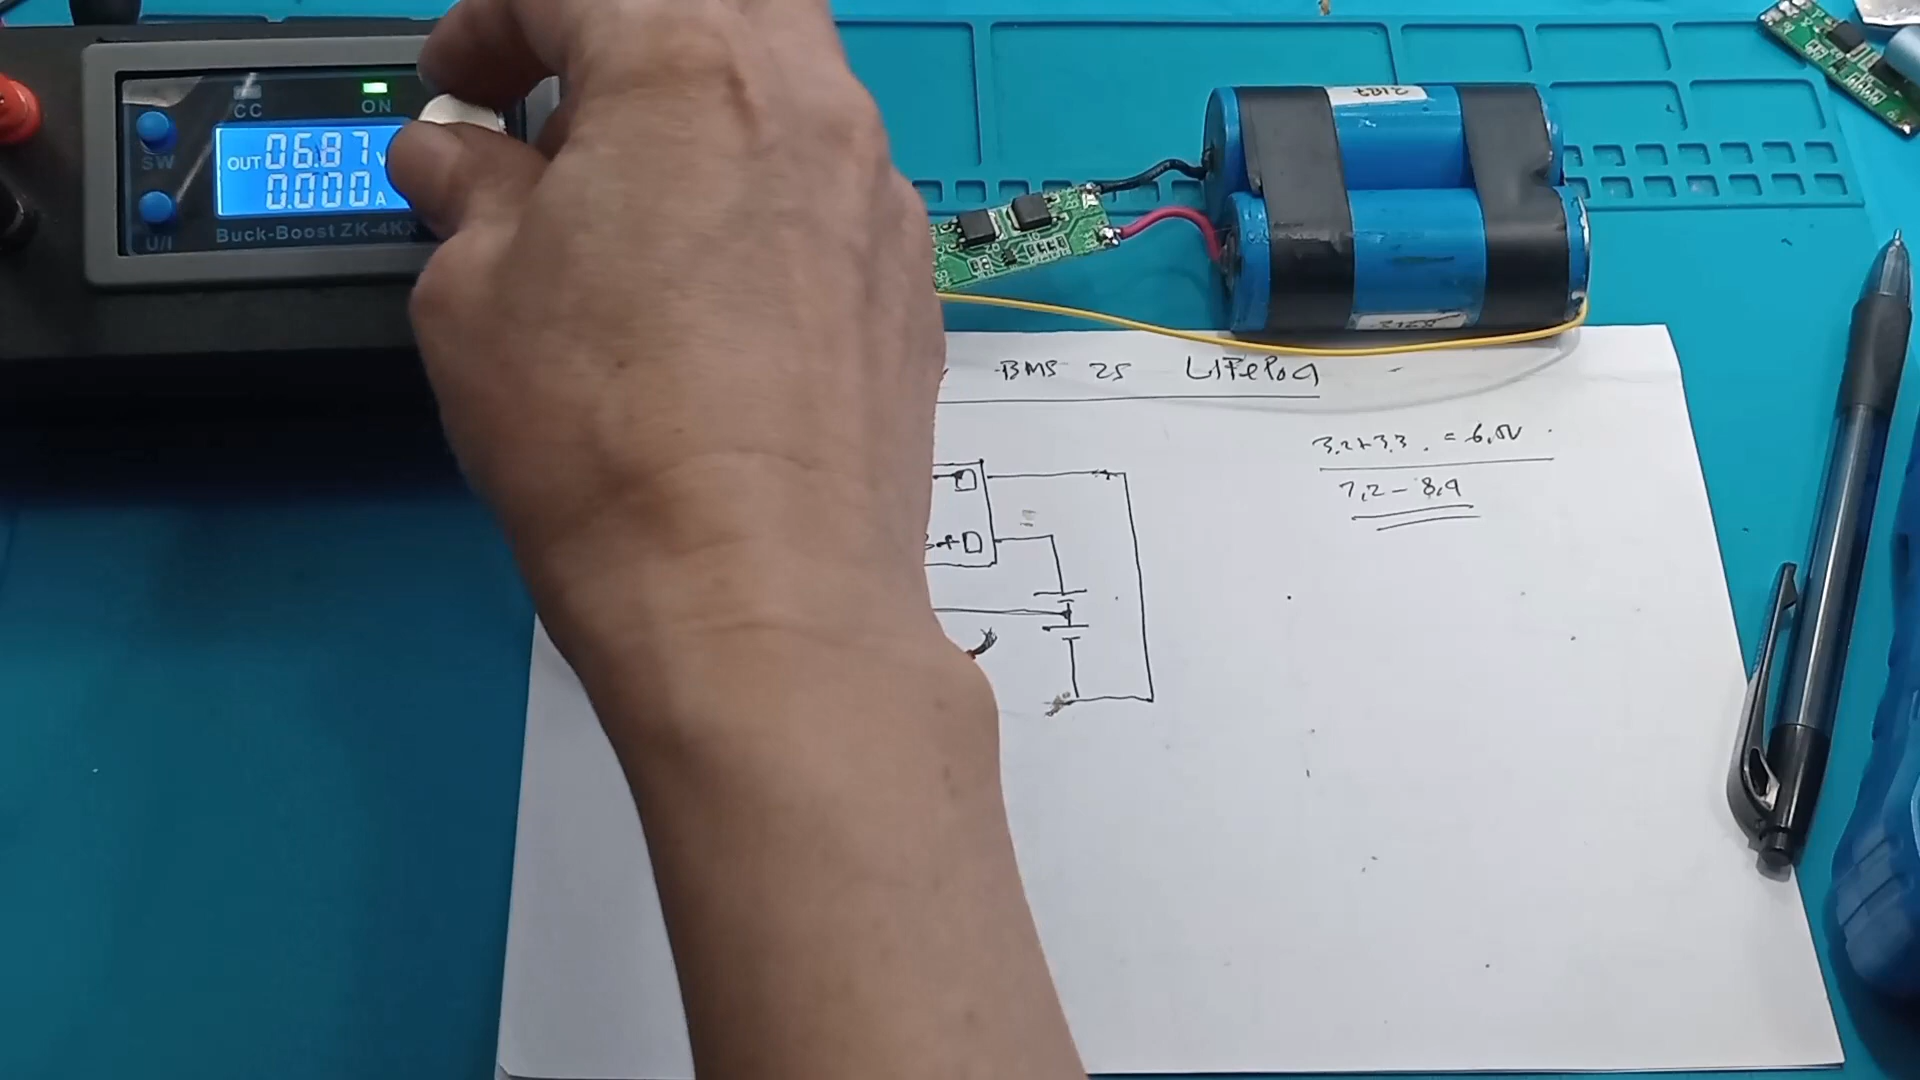 CC
ON
SW
OUT 06.87 V
0.000 A
U/I
Buck-Boost ZK-4KX
BMS 2S LIFePO4
3.2+3.3 = 6.5V
7,2 - 8,4
B+